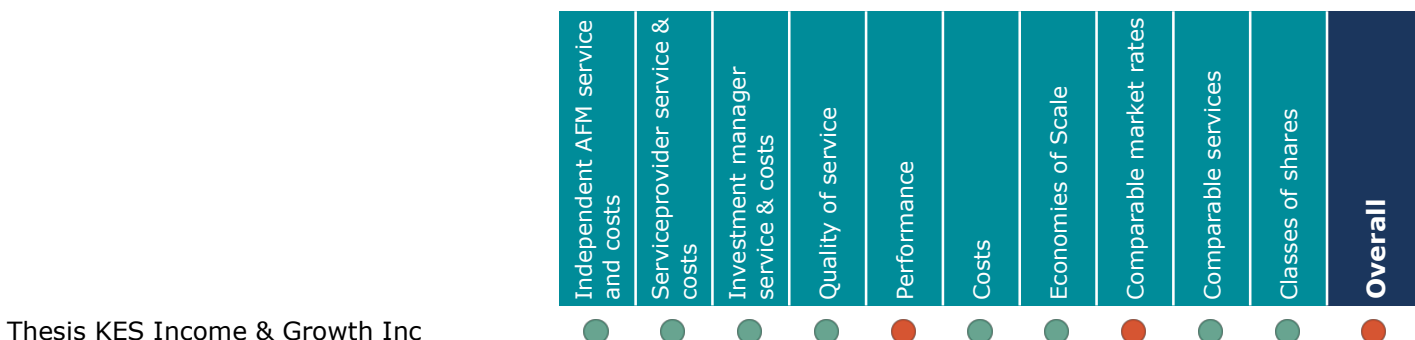 Independent AFM service
and costs
Serviceprovider service &
costs
Investment manager
service & costs
Quality of service
Performance
Costs
Economies of Scale
Comparable market rates
Comparable services
Classes of shares
Overall
Thesis KES Income & Growth Inc